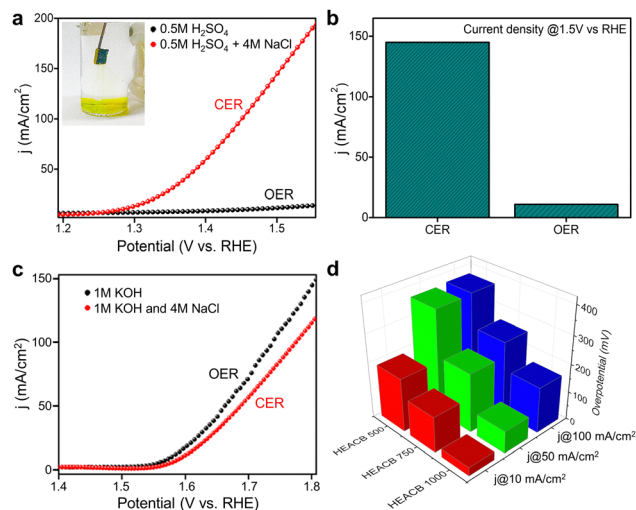 a
0.5M H₂SO₄
0.5M H₂SO₄ + 4M NaCl
CER
OER
j (mA/cm²)
200
150
100
50
1.2 1.3 1.4 1.5
Potential (V vs. RHE)
b
Current density @1.5V vs RHE
j (mA/cm²)
150
100
50
0
CER OER
c
1M KOH
1M KOH and 4M NaCl
OER
CER
j (mA/cm²)
150
100
50
0
1.4 1.5 1.6 1.7 1.8
Potential (V vs. RHE)
d
400
300
200
100
0
Overpotential (mV)
HEACB 500
HEACB 750
HEACB 1000
j@100 mA/cm²
j@50 mA/cm²
j@10 mA/cm²